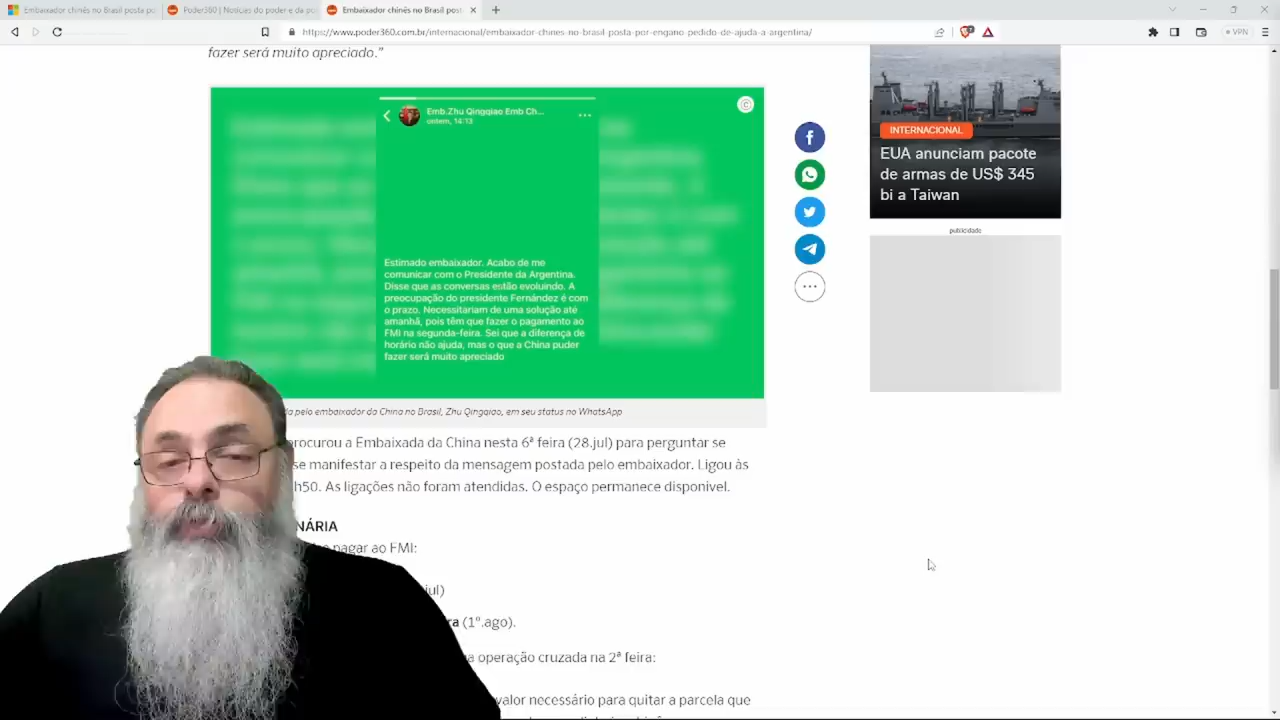 Embaixador chinês no Brasil posta po
Poder360 | Notícias do poder e da po
Embaixador chinês no Brasil post
https://www.poder360.com.br/internacional/embaixador-chines-no-brasil-posta-por-engano-pedido-de-ajuda-a-argentina/
VPN
fazer será muito apreciado."
Emb.Zhu Qingqiao Emb Ch...
ontem, 14:13
Estimado embaixador. Acabo de me
comunicar com o Presidente da Argentina.
Disse que as conversas estão evoluindo. A
preocupação do presidente Fernández é com
o prazo. Necessitariam de uma solução até
amanhã, pois têm que fazer o pagamento ao
FMI na segunda-feira. Sei que a diferença de
horário não ajuda, mas o que a China puder
fazer será muito apreciado
da pelo embaixador da China no Brasil, Zhu Qingqiao, em seu status no WhatsApp
procurou a Embaixada da China nesta 6ª feira (28.jul) para perguntar se
se manifestar a respeito da mensagem postada pelo embaixador. Ligou às
h50. As ligações não foram atendidas. O espaço permanece disponível.
NÁRIA
pagar ao FMI:
jul)
ra (1º.ago).
a operação cruzada na 2ª feira:
valor necessário para quitar a parcela que
INTERNACIONAL
EUA anunciam pacote
de armas de US$ 345
bi a Taiwan
publicidade